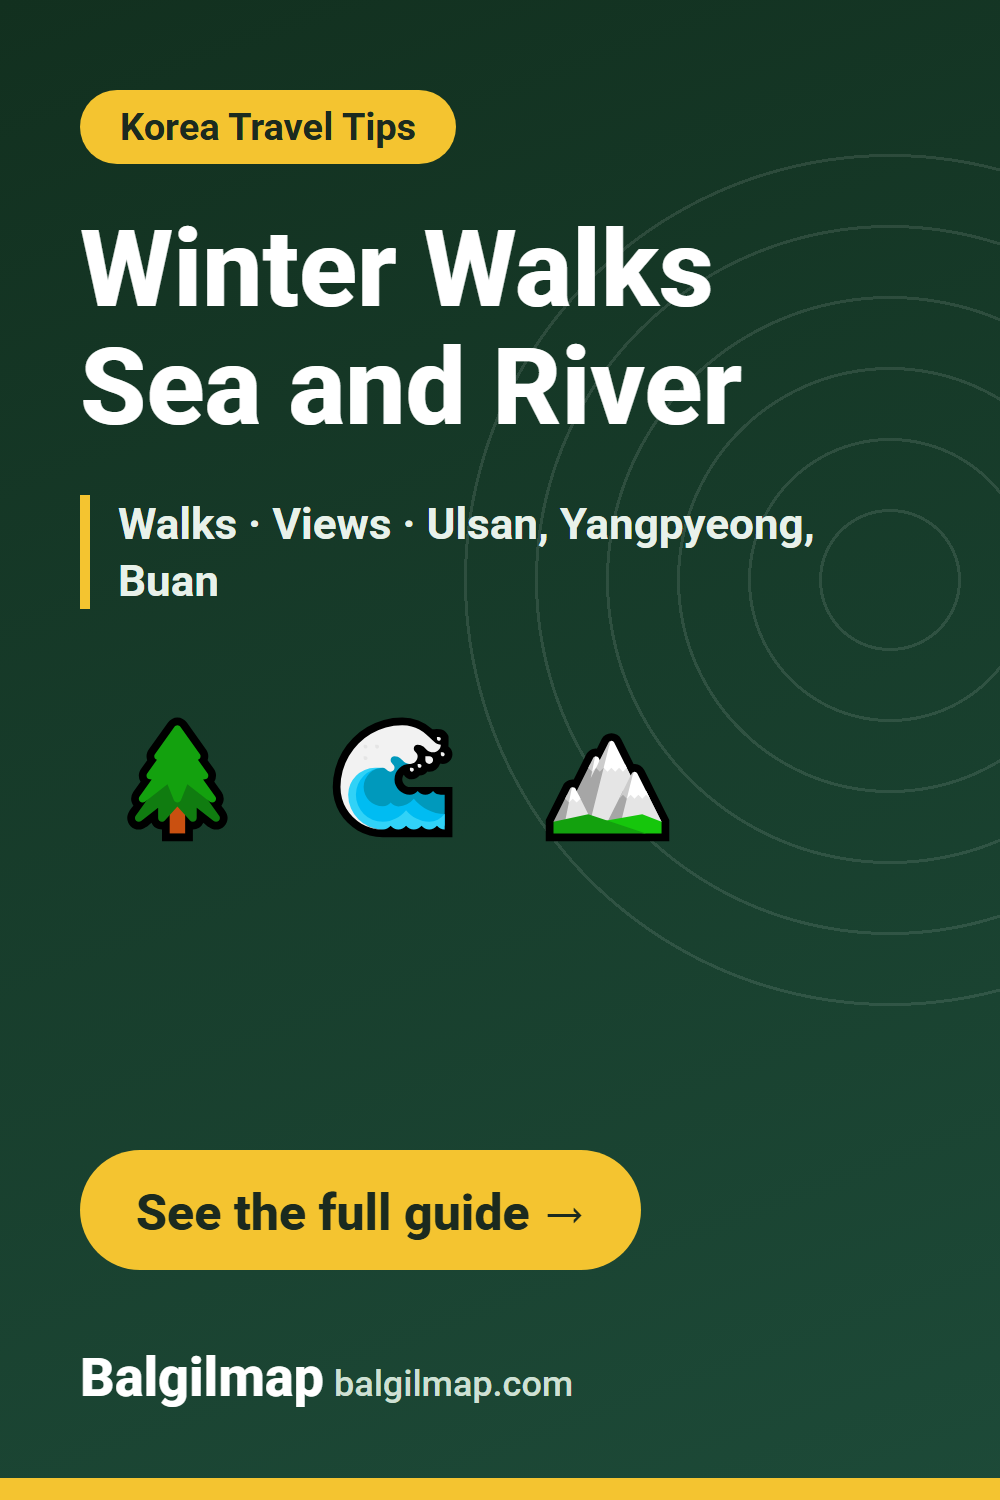 Korea Travel Tips
Winter Walks
Sea and River
Walks · Views · Ulsan, Yangpyeong,
Buan
See the full guide →
Balgilmap balgilmap.com